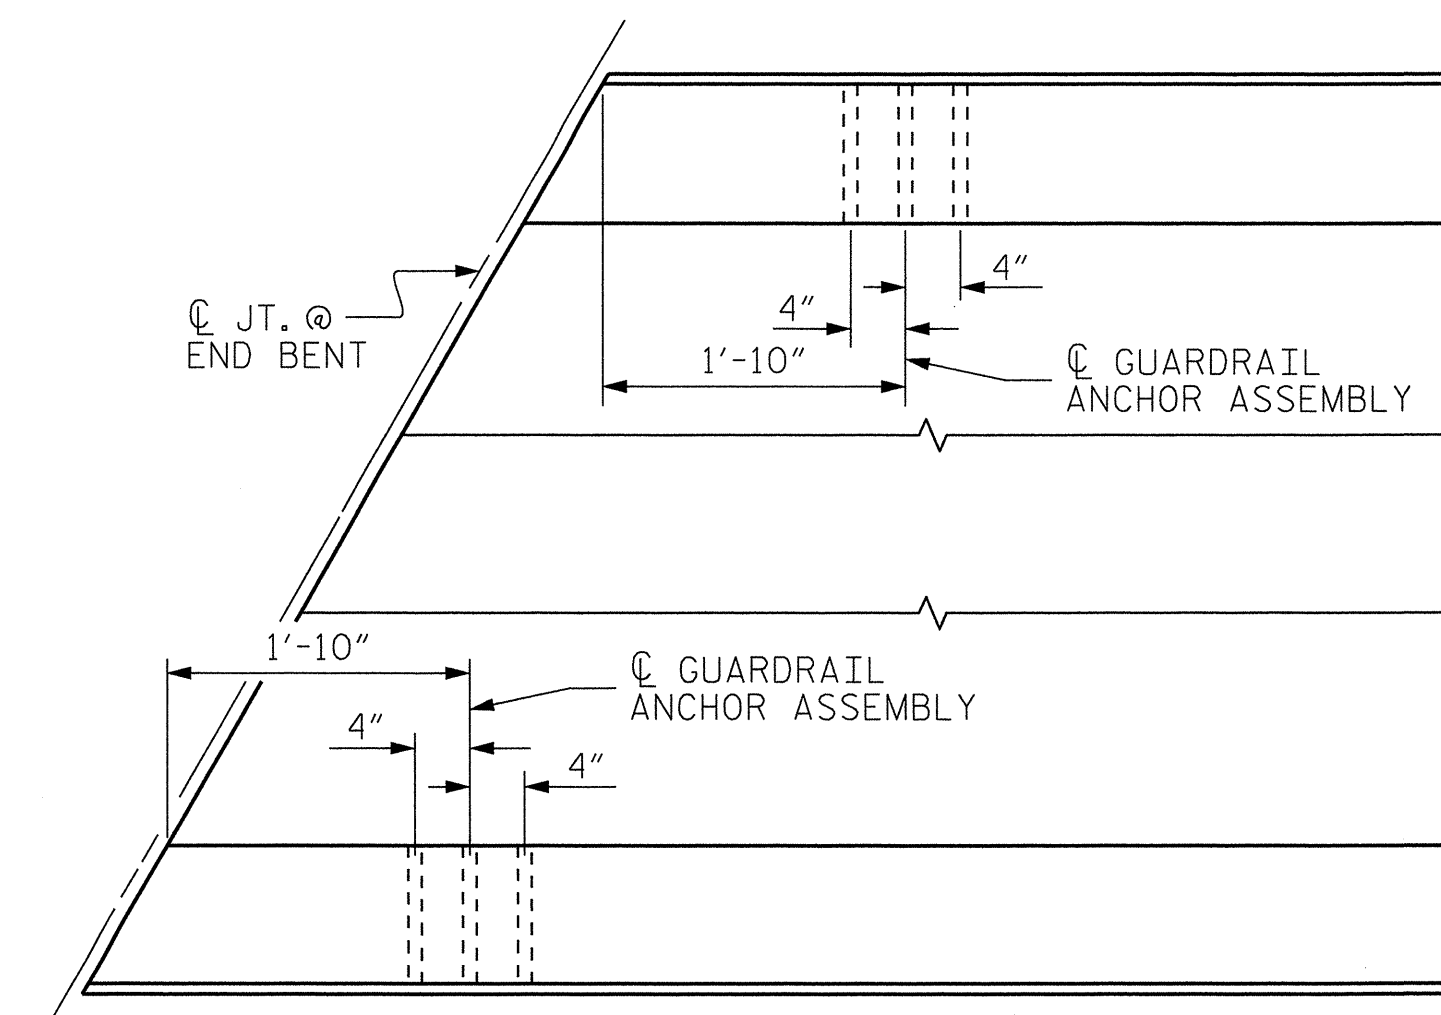 4"
4"
℄ JT. @
END BENT
1'-10"
℄ GUARDRAIL
ANCHOR ASSEMBLY
1'-10"
℄ GUARDRAIL
ANCHOR ASSEMBLY
4"
4"